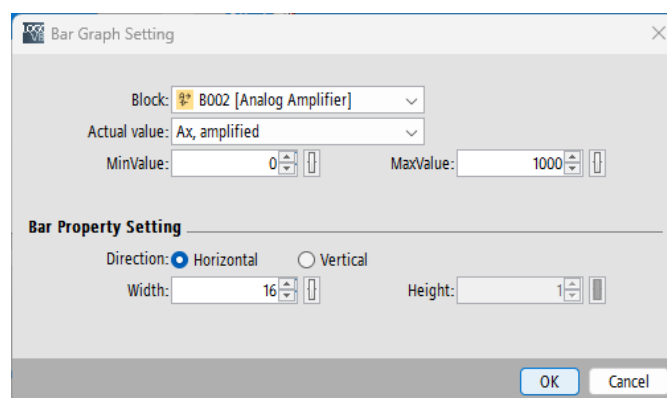 Bar Graph Setting
Block: B002 [Analog Amplifier]
Actual value: Ax, amplified
MinValue: 0 MaxValue: 1000
Bar Property Setting
Direction: Horizontal Vertical
Width: 16 Height: 1
OK Cancel